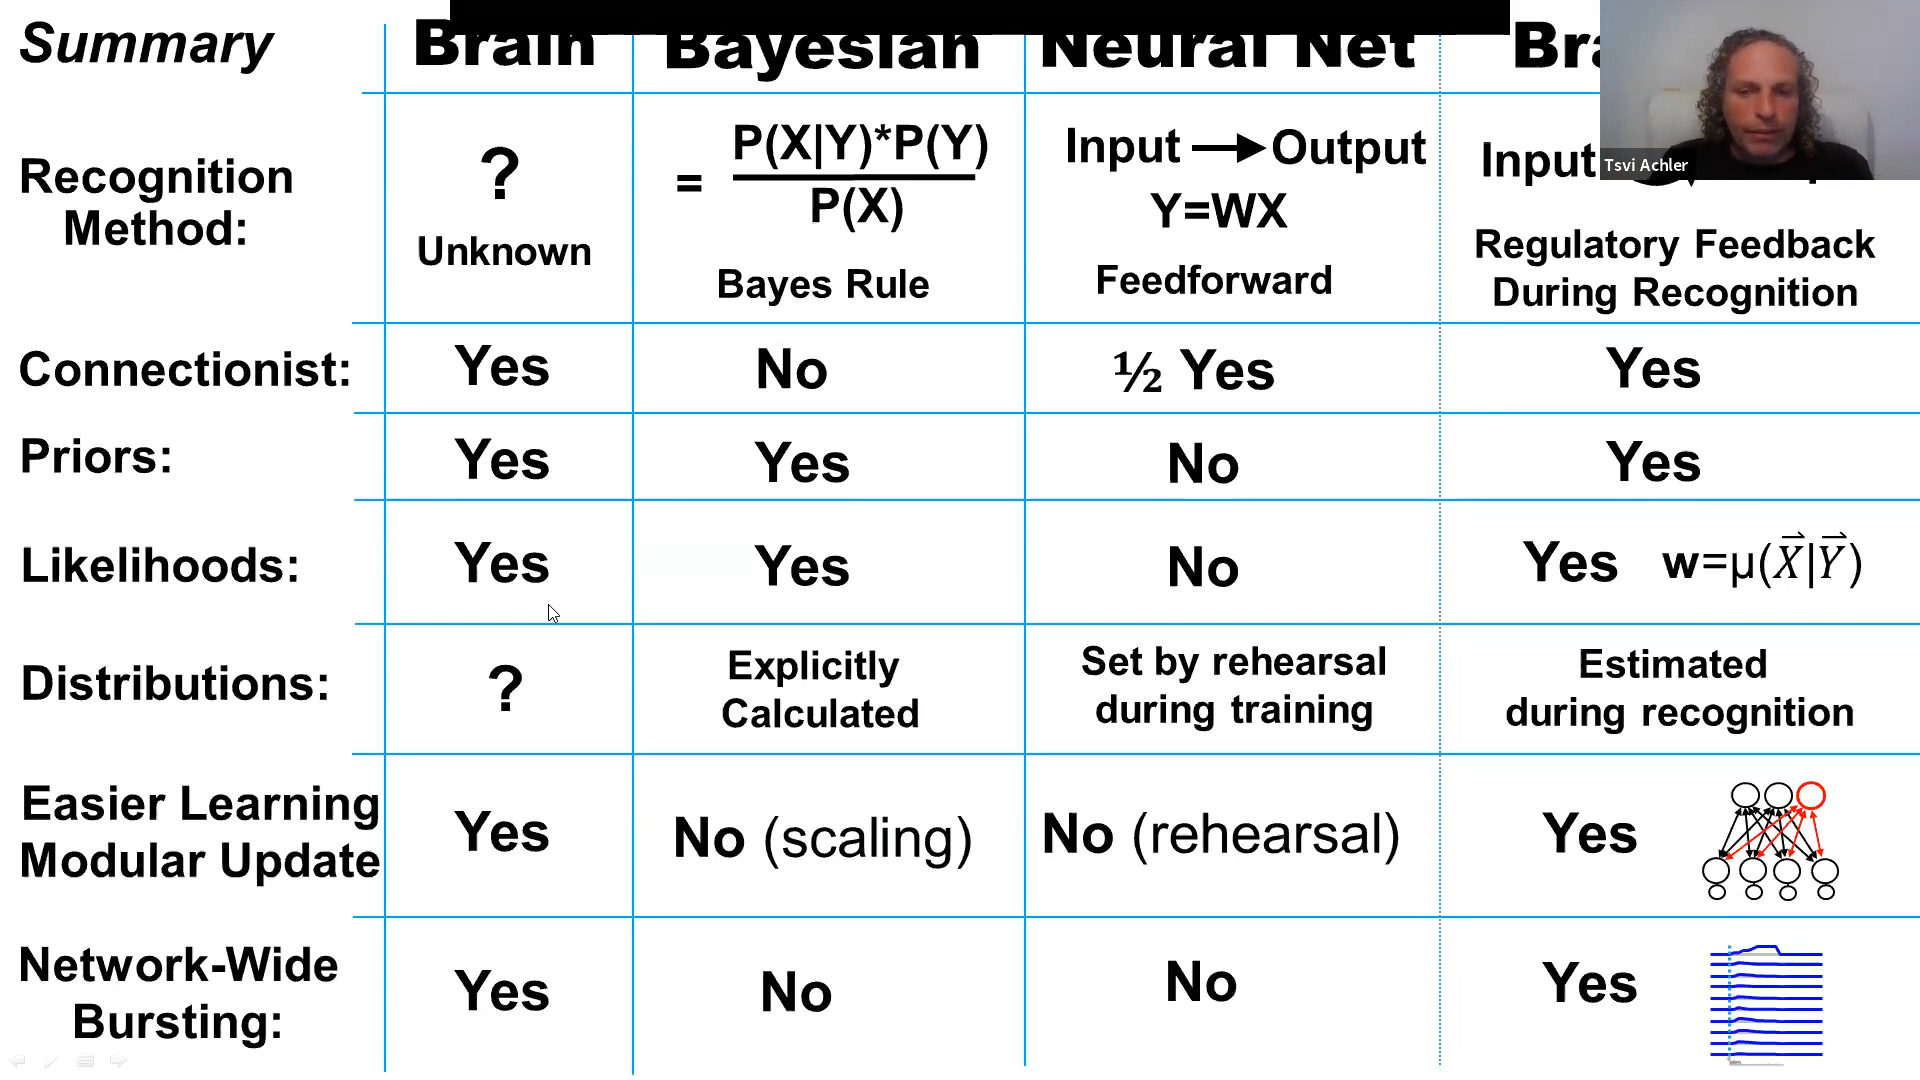 Summary Brain Bayesian Neural Net
Tsvi Achler
Recognition
Method:
?
Unknown
= P(X|Y)*P(Y)
P(X)
Bayes Rule
Input Output
Y=WX
Feedforward
Input
Regulatory Feedback
During Recognition
Connectionist: Yes No ½ Yes Yes
Priors: Yes Yes No Yes
Likelihoods: Yes Yes No Yes w=μ(X⃗|Y⃗)
Distributions: ?
Explicitly
Calculated
Set by rehearsal
during training
Estimated
during recognition
Easier Learning
Modular Update
Yes No (scaling) No (rehearsal) Yes
Network-Wide
Bursting:
Yes No No Yes